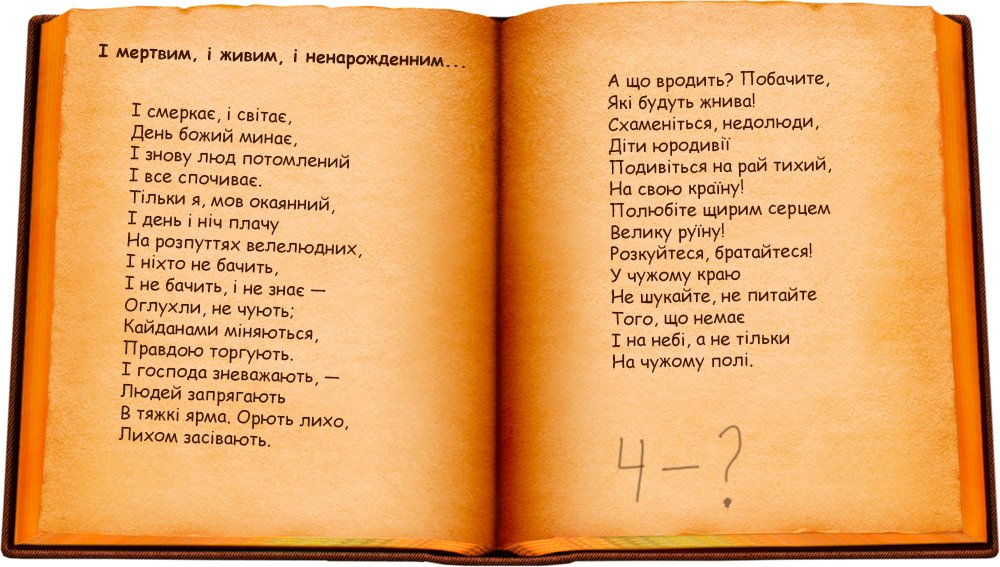 І мертвим, і живим, і ненарожденним...
І смеркає, і світає,
День божий минає,
І знову люд потомлений
І все спочиває.
Тільки я, мов окаянний,
І день і ніч плачу
На розпуттях велелюдних,
І ніхто не бачить,
І не бачить, і не знає —
Оглухли, не чують;
Кайданами міняються,
Правдою торгують.
І господа зневажають, —
Людей запрягають
В тяжкі ярма. Орють лихо,
Лихом засівають.
А що вродить? Побачите,
Які будуть жнива!
Схаменіться, недолюди,
Діти юродивії
Подивіться на рай тихий,
На свою країну!
Полюбіте щирим серцем
Велику руїну!
Розкуйтеся, братайтеся!
У чужому краю
Не шукайте, не питайте
Того, що немає
І на небі, а не тільки
На чужому полі.
4 — ?